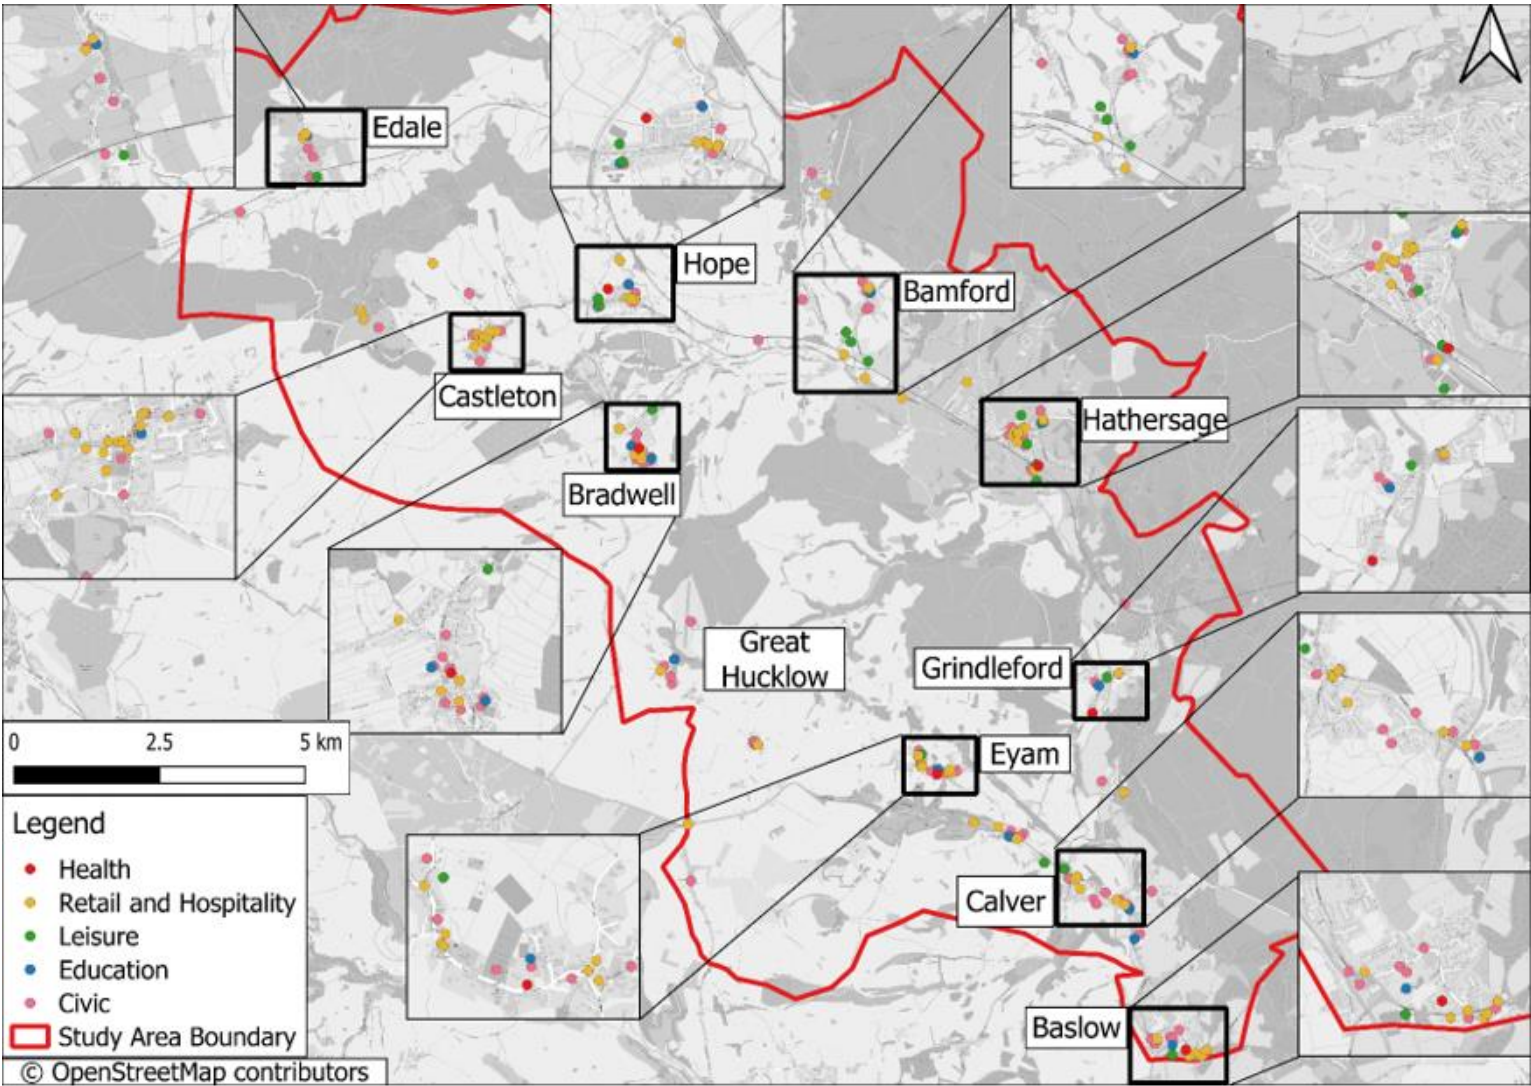 Edale
Hope
Bamford
Castleton
Hathersage
Bradwell
Great
Hucklow
Grindleford
Eyam
Calver
Baslow
0 2.5 5 km
Legend
Health
Retail and Hospitality
Leisure
Education
Civic
Study Area Boundary
© OpenStreetMap contributors